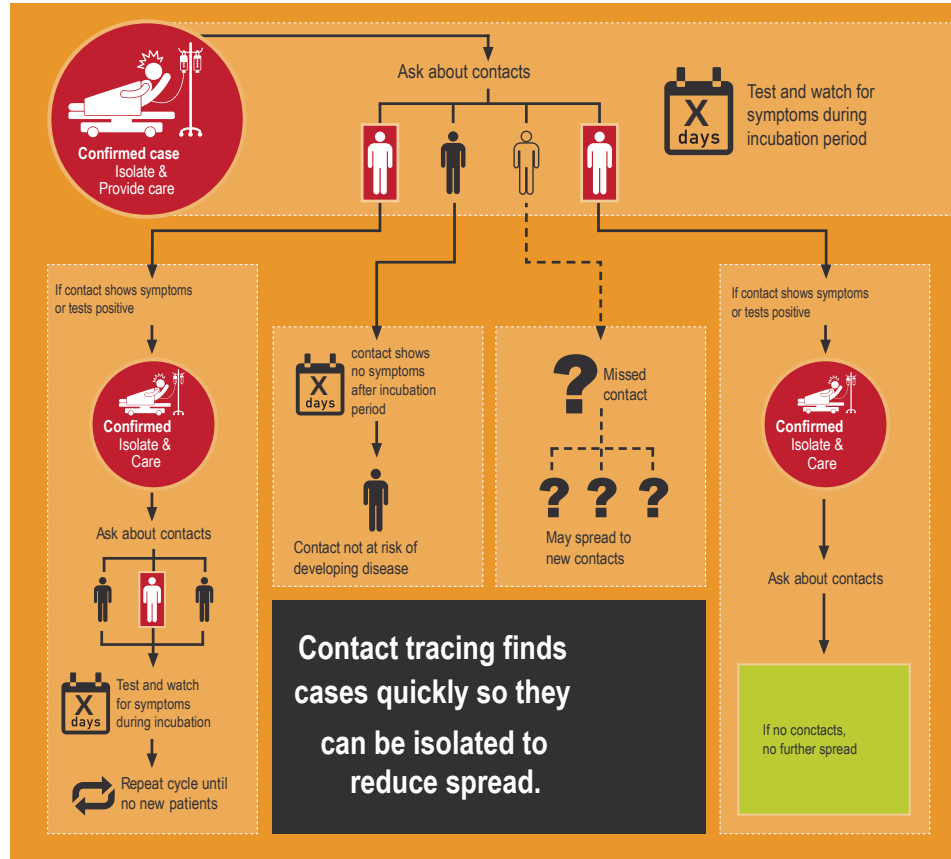 Confirmed case
Isolate &
Provide care
Ask about contacts
X
days
Test and watch for
symptoms during
incubation period
If contact shows symptoms
or tests positive
Confirmed
Isolate &
Care
Ask about contacts
X
days
Test and watch
for symptoms
during incubation
Repeat cycle until
no new patients
X
days
contact shows
no symptoms
after incubation
period
Contact not at risk of
developing disease
?
Missed
contact
? ? ?
May spread to
new contacts
If contact shows symptoms
or tests positive
Confirmed
Isolate &
Care
Ask about contacts
If no conctacts,
no further spread
Contact tracing finds
cases quickly so they
can be isolated to
reduce spread.